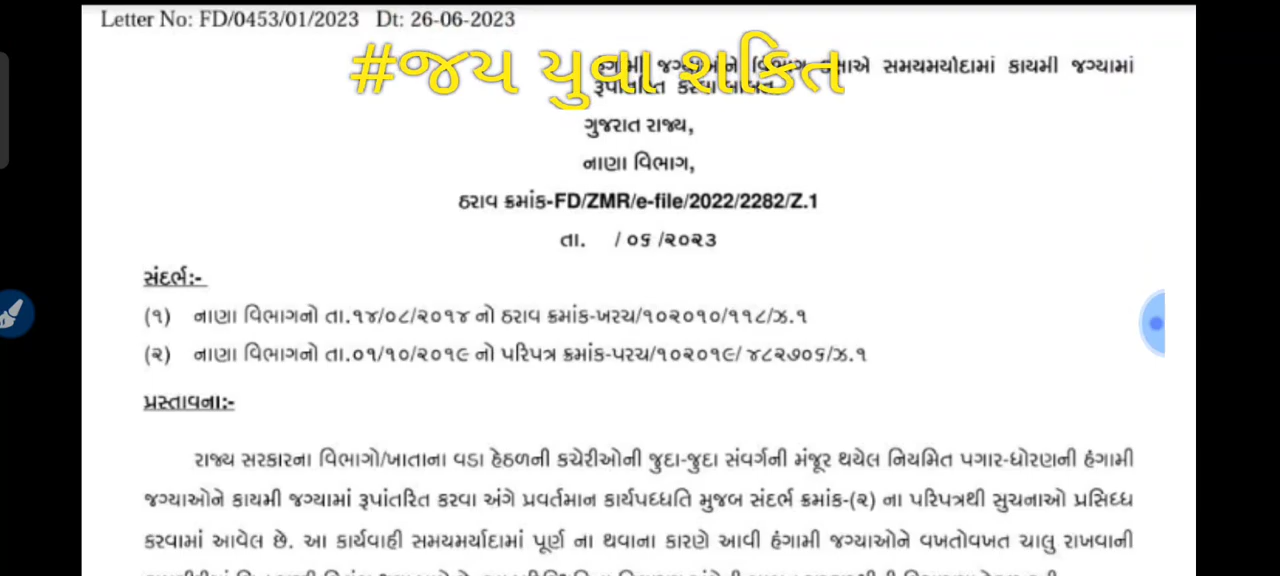 Letter No: FD/0453/01/2023 Dt: 26-06-2023
#જય યુવા શક્તિ
સમયમર્યાદામાં કાયમી જગ્યામાં
ગુજરાત રાજ્ય,
નાણા વિભાગ,
ઠરાવ ક્રમાંક-FD/ZMR/e-file/2022/2282/Z.1
તા. / ૦૬ /૨૦૨૩
સંદર્ભ:-
(૧) નાણા વિભાગનો તા.૧૪/૦૮/૨૦૧૪ નો ઠરાવ ક્રમાંક-ખરચ/૧૦૨૦૧૦/૧૧૮/ઝ.૧
(૨) નાણા વિભાગનો તા.૦૧/૧૦/૨૦૧૯ નો પરિપત્ર ક્રમાંક-પરચ/૧૦૨૦૧૯/ ૪૮૨૭૦૬/ઝ.૧
પ્રસ્તાવના:-
રાજ્ય સરકારના વિભાગો/ખાતાના વડા હેઠળની કચેરીઓની જુદા-જુદા સંવર્ગની મંજૂર થયેલ નિયમિત પગાર-ધોરણની હંગામી
જગ્યાઓને કાયમી જગ્યામાં રૂપાંતરિત કરવા અંગે પ્રવર્તમાન કાર્યપધ્ધતિ મુજબ સંદર્ભ ક્રમાંક-(૨) ના પરિપત્રથી સુચનાઓ પ્રસિધ્ધ
કરવામાં આવેલ છે. આ કાર્યવાહી સમયમર્યાદામાં પૂર્ણ ના થવાના કારણે આવી હંગામી જગ્યાઓને વખતોવખત ચાલુ રાખવાની